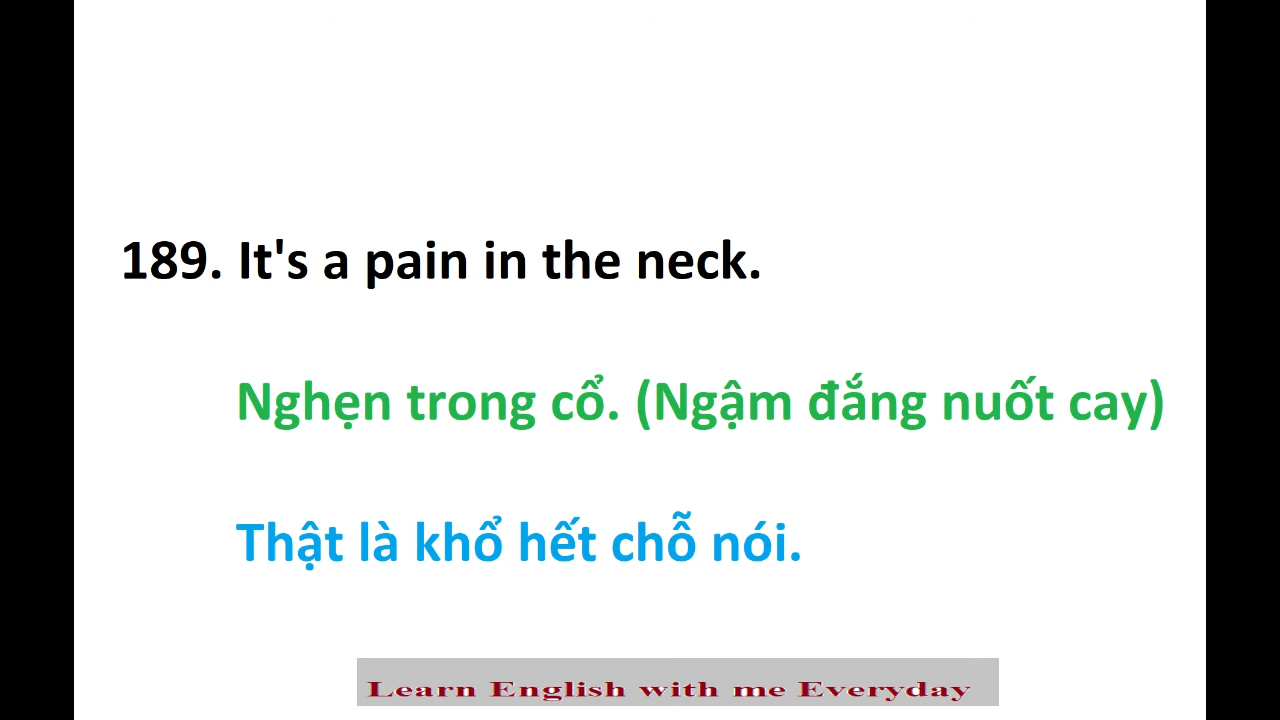 189. It's a pain in the neck.
Nghẹn trong cổ. (Ngậm đắng nuốt cay)
Thật là khổ hết chỗ nói.
Learn English with me Everyday